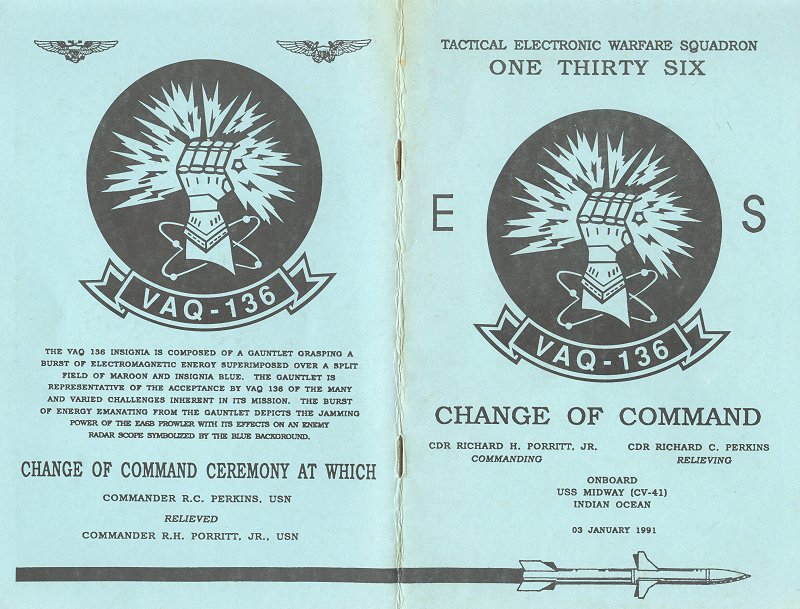 VAQ-136
THE VAQ 136 INSIGNIA IS COMPOSED OF A GAUNTLET GRASPING A
BURST OF ELECTROMAGNETIC ENERGY SUPERIMPOSED OVER A SPLIT
FIELD OF MAROON AND INSIGNIA BLUE. THE GAUNTLET IS
REPRESENTATIVE OF THE ACCEPTANCE BY VAQ 136 OF THE MANY
AND VARIED CHALLENGES INHERENT IN ITS MISSION. THE BURST
OF ENERGY EMANATING FROM THE GAUNTLET DEPICTS THE JAMMING
POWER OF THE EA6B PROWLER WITH ITS EFFECTS ON AN ENEMY
RADAR SCOPE SYMBOLIZED BY THE BLUE BACKGROUND.
CHANGE OF COMMAND CEREMONY AT WHICH
COMMANDER R.C. PERKINS, USN
RELIEVED
COMMANDER R.H. PORRITT, JR., USN
TACTICAL ELECTRONIC WARFARE SQUADRON
ONE THIRTY SIX
E S
VAQ-136
CHANGE OF COMMAND
CDR RICHARD H. PORRITT, JR. CDR RICHARD C. PERKINS
COMMANDING RELIEVING
ONBOARD
USS MIDWAY (CV-41)
INDIAN OCEAN
03 JANUARY 1991